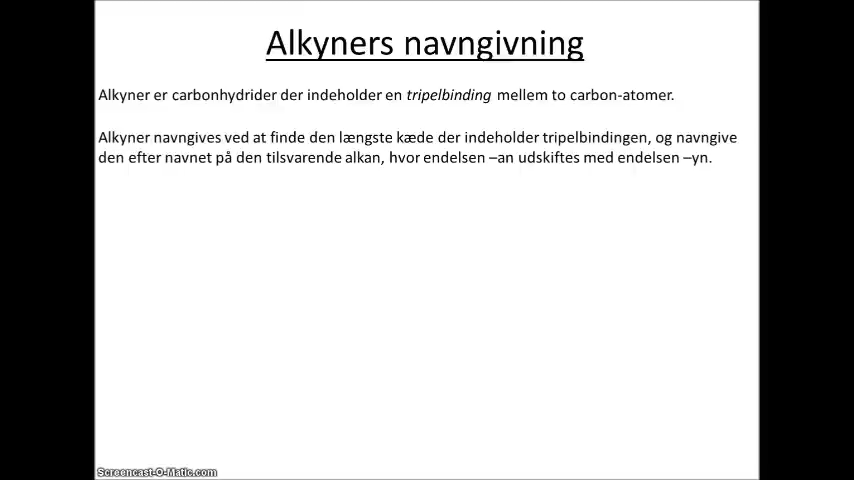 Alkyners navngivning
Alkyner er carbonhydrider der indeholder en tripelbinding mellem to carbon-atomer.
Alkyner navngives ved at finde den længste kæde der indeholder tripelbindingen, og navngive
den efter navnet på den tilsvarende alkan, hvor endelsen –an udskiftes med endelsen –yn.
Screencast-O-Matic.com